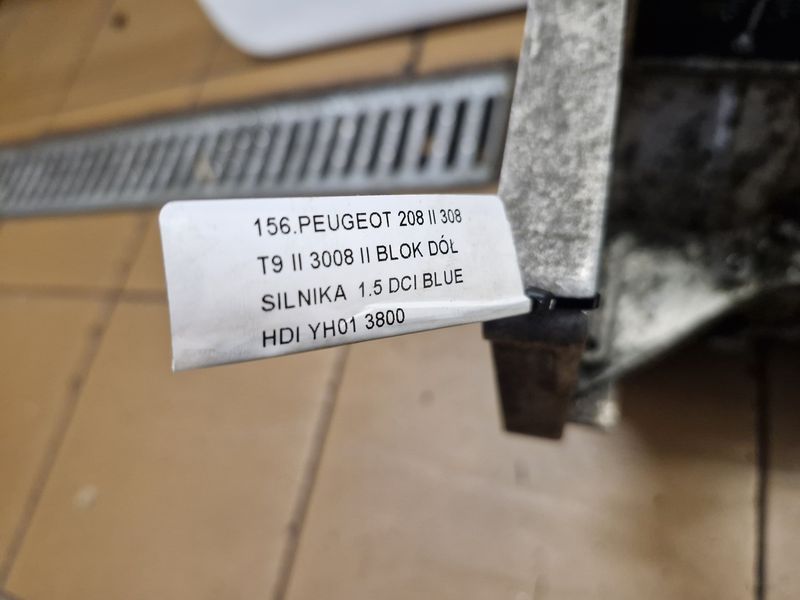 156.PEUGEOT 208 II 308
T9 II 3008 II BLOK DÓŁ
SILNIKA 1.5 DCI BLUE
HDI YH01 3800